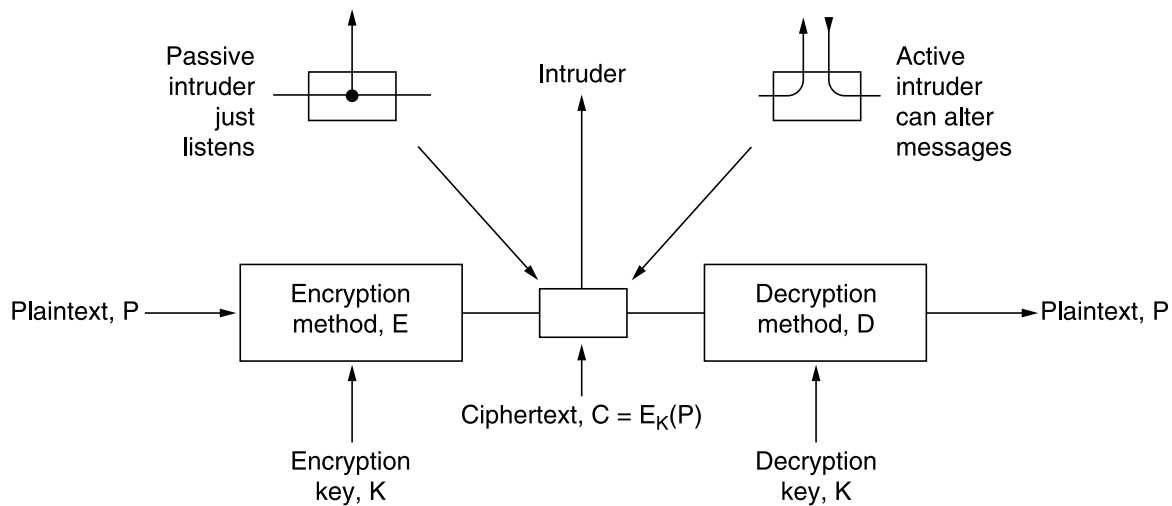 Passive
intruder
just
listens
Intruder
Active
intruder
can alter
messages
Plaintext, P
Encryption
method, E
Decryption
method, D
Plaintext, P
Ciphertext, C = E_K(P)
Encryption
key, K
Decryption
key, K